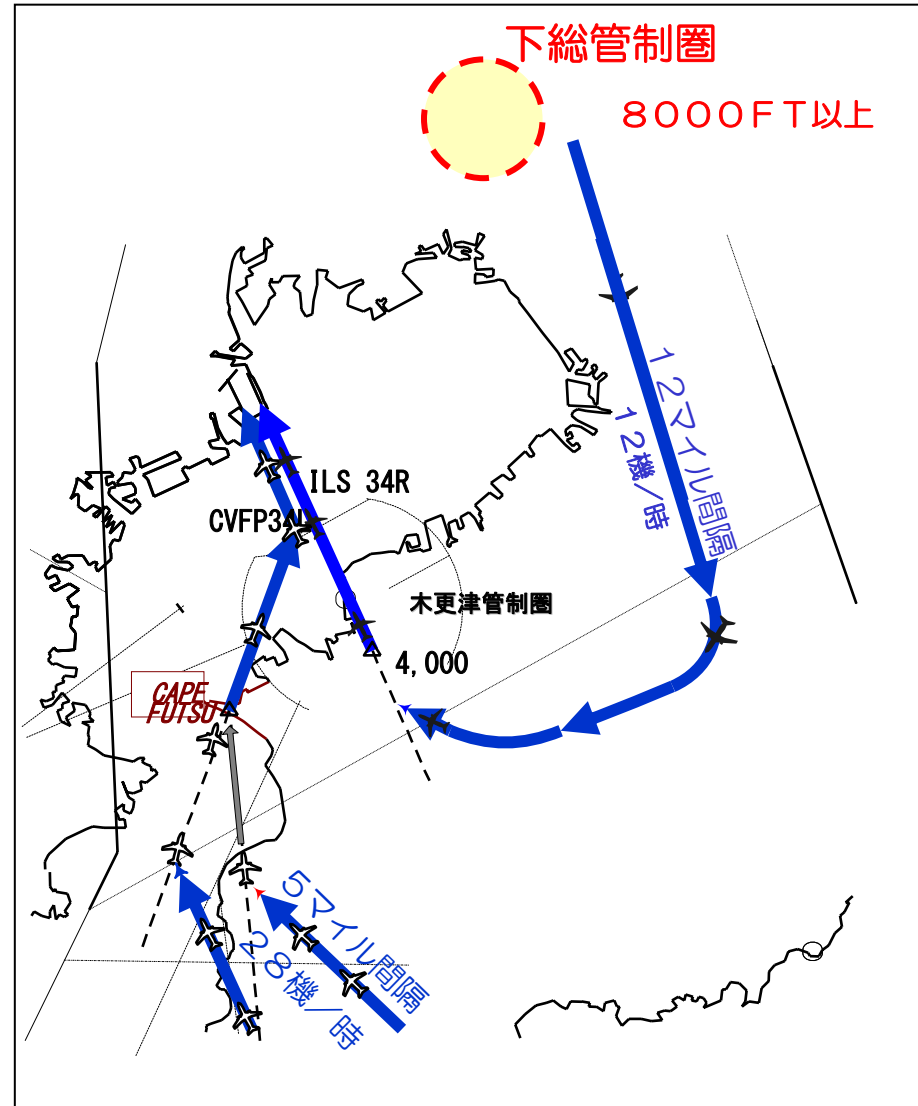 下総管制圏
8000FT以上
12マイル間隔
12機/時
ILS 34R
CVFP34L
木更津管制圏
4,000
CAPE
FUTSU
5マイル間隔
28機/時